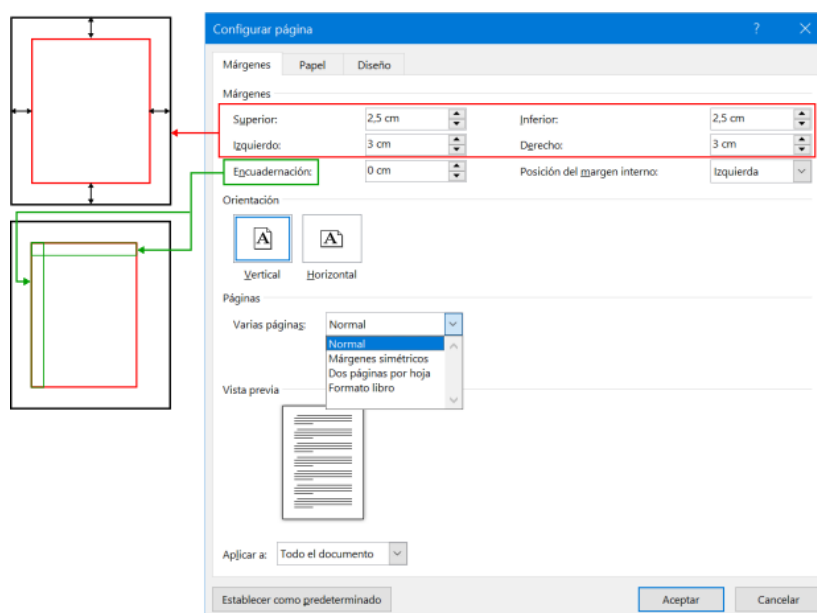 Configurar página
? ×
Márgenes Papel Diseño
Márgenes
Superior: 2,5 cm Inferior: 2,5 cm
Izquierdo: 3 cm Derecho: 3 cm
Encuadernación: 0 cm Posición del margen interno: Izquierda
Orientación
A A
Vertical Horizontal
Páginas
Varias páginas: Normal
Normal
Márgenes simétricos
Dos páginas por hoja
Formato libro
Vista previa
Aplicar a: Todo el documento
Establecer como predeterminado Aceptar Cancelar